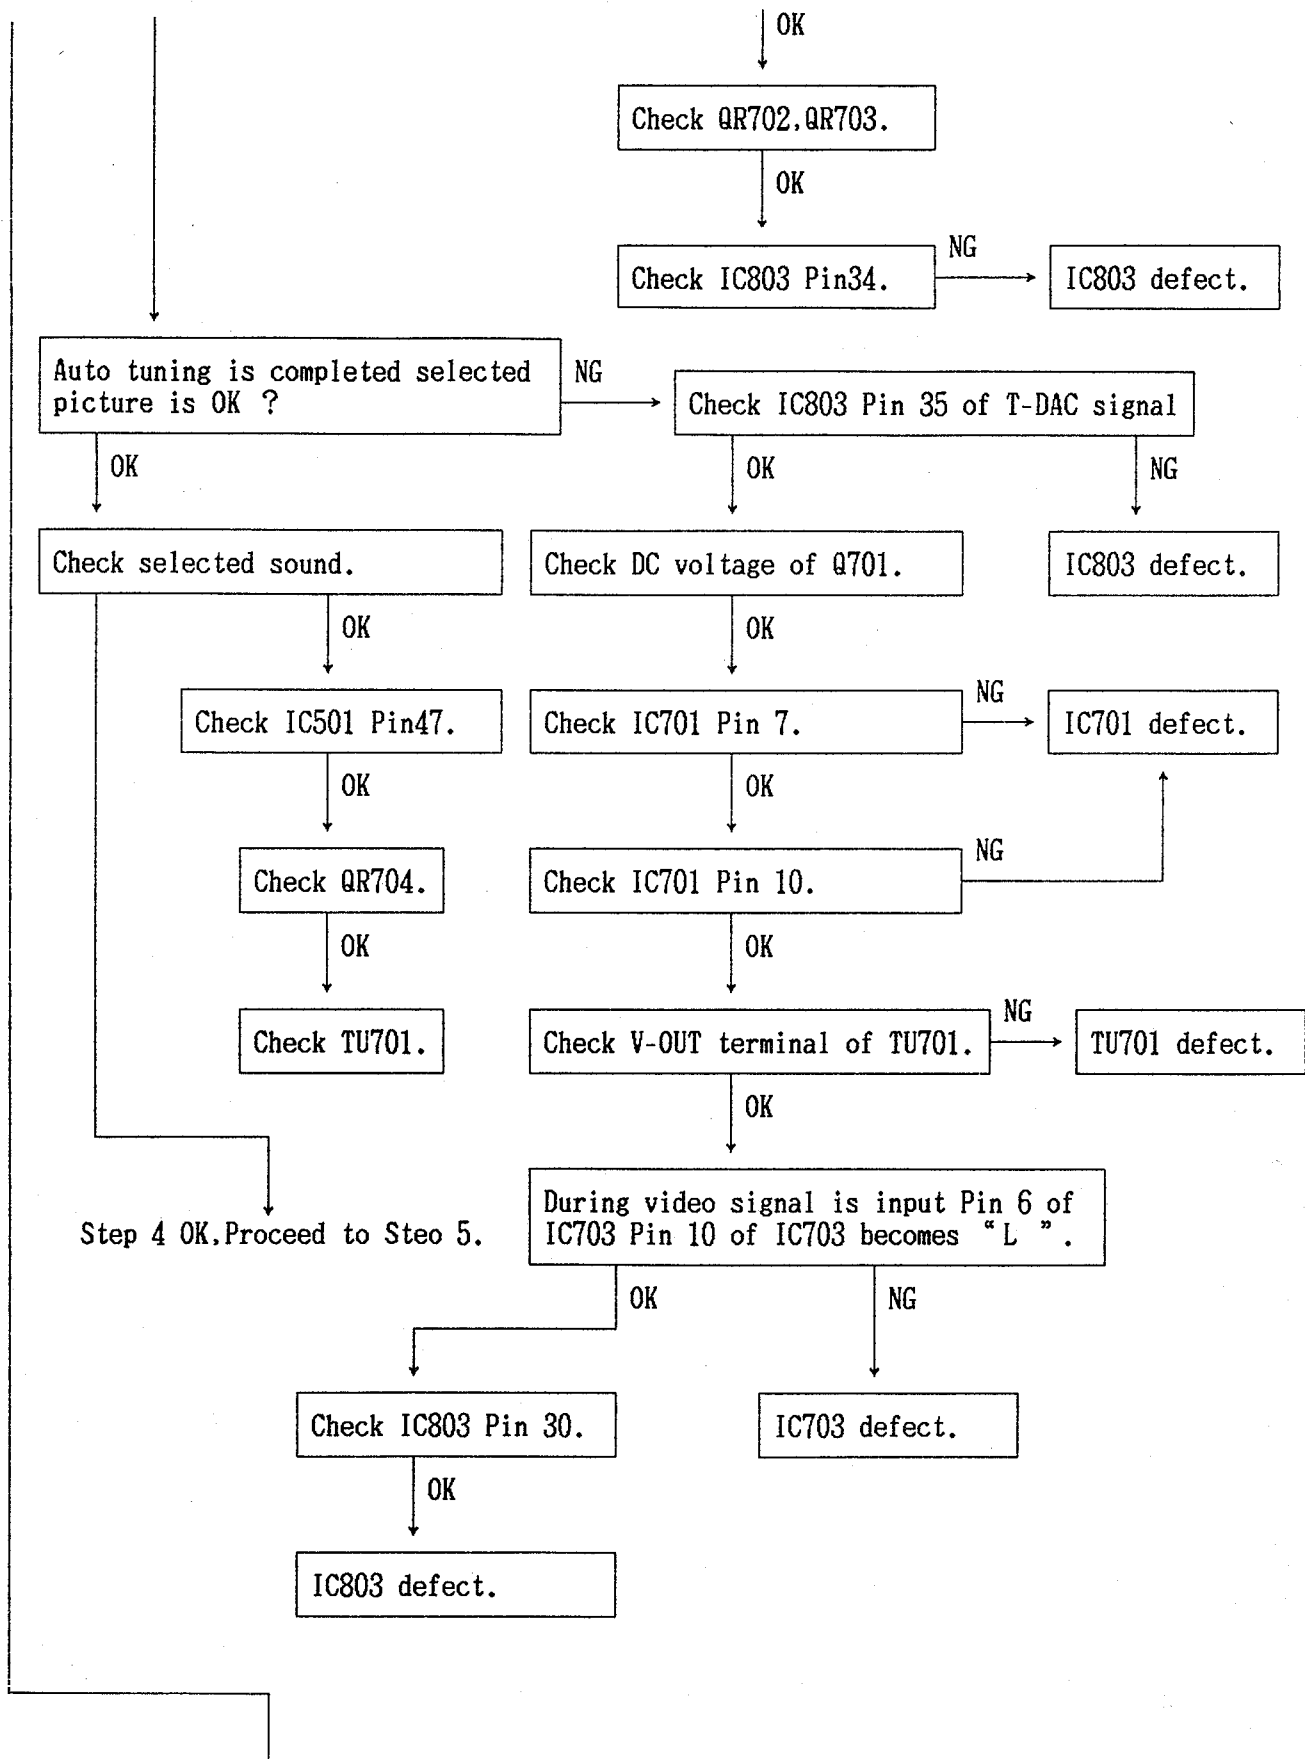 OK
Check QR702,QR703.
OK
Check IC803 Pin34.
NG
IC803 defect.
Auto tuning is completed selected
picture is OK ?
NG
Check IC803 Pin 35 of T-DAC signal
OK
OK
NG
Check selected sound.
Check DC voltage of Q701.
IC803 defect.
OK
OK
Check IC501 Pin47.
Check IC701 Pin 7.
NG
IC701 defect.
OK
OK
Check QR704.
Check IC701 Pin 10.
NG
OK
OK
Check TU701.
Check V-OUT terminal of TU701.
NG
TU701 defect.
OK
Step 4 OK,Proceed to Steo 5.
During video signal is input Pin 6 of
IC703 Pin 10 of IC703 becomes “L ”.
OK
NG
Check IC803 Pin 30.
IC703 defect.
OK
IC803 defect.